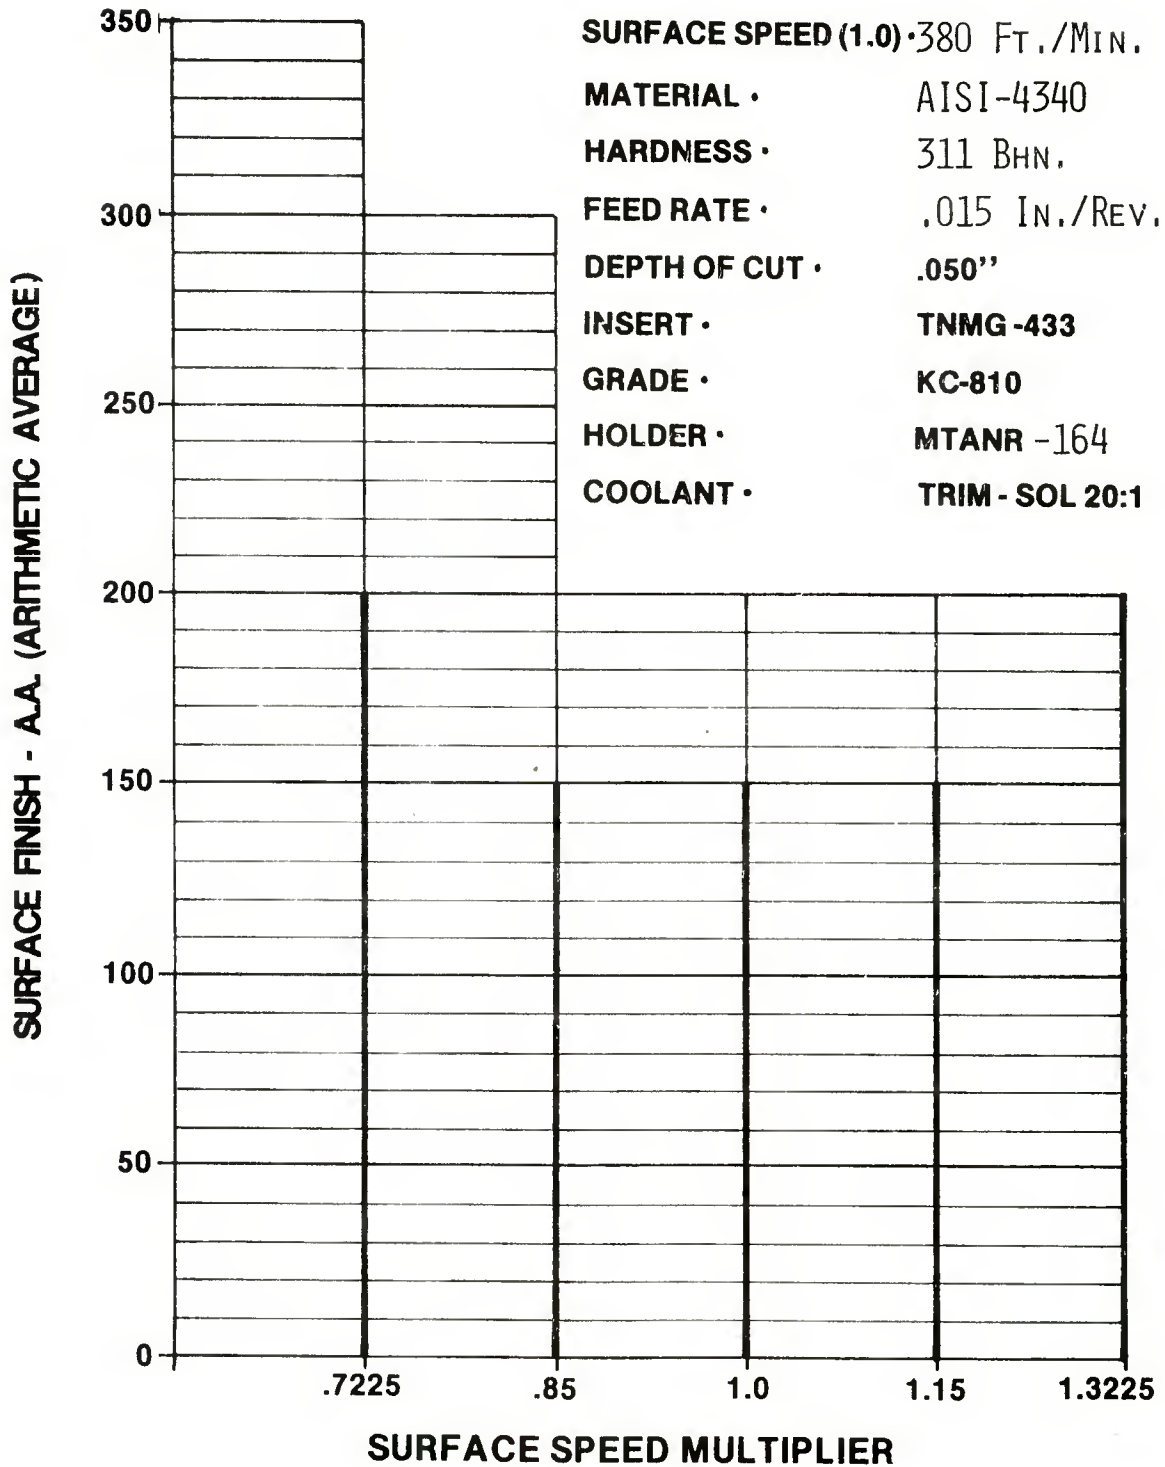 SURFACE SPEED (1.0) • 380 FT./MIN.
MATERIAL • AISI-4340
HARDNESS • 311 BHN.
FEED RATE • .015 IN./REV.
DEPTH OF CUT • .050’’
INSERT • TNMG -433
GRADE • KC-810
HOLDER • MTANR -164
COOLANT • TRIM - SOL 20:1
SURFACE FINISH - A.A. (ARITHMETIC AVERAGE)
350
300
250
200
150
100
50
0
.7225 .85 1.0 1.15 1.3225
SURFACE SPEED MULTIPLIER